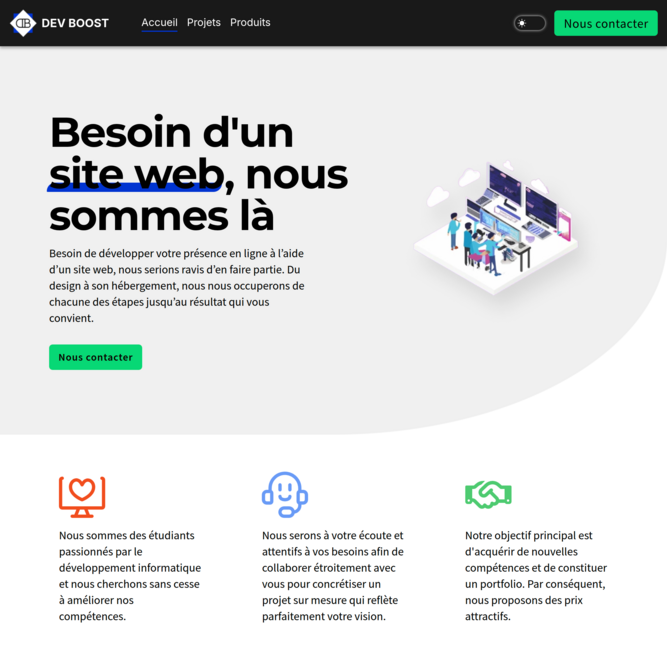 DB DEV BOOST
Accueil Projets Produits
Nous contacter
Besoin d'un
site web, nous
sommes là
Besoin de développer votre présence en ligne à l’aide
d’un site web, nous serions ravis d’en faire partie. Du
design à son hébergement, nous nous occuperons de
chacune des étapes jusqu’au résultat qui vous
convient.
Nous contacter
Nous sommes des étudiants
passionnés par le
développement informatique
et nous cherchons sans cesse
à améliorer nos
compétences.
Nous serons à votre écoute et
attentifs à vos besoins afin de
collaborer étroitement avec
vous pour concrétiser un
projet sur mesure qui reflète
parfaitement votre vision.
Notre objectif principal est
d'acquérir de nouvelles
compétences et de constituer
un portfolio. Par conséquent,
nous proposons des prix
attractifs.